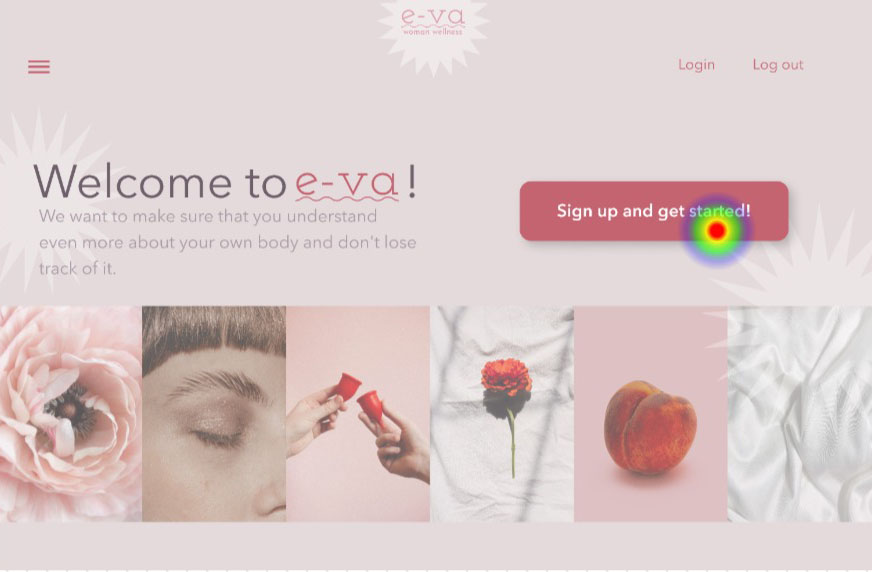 e-va
woman wellness
Login
Log out
Welcome to e-va!
We want to make sure that you understand
even more about your own body and don't lose
track of it.
Sign up and get started!